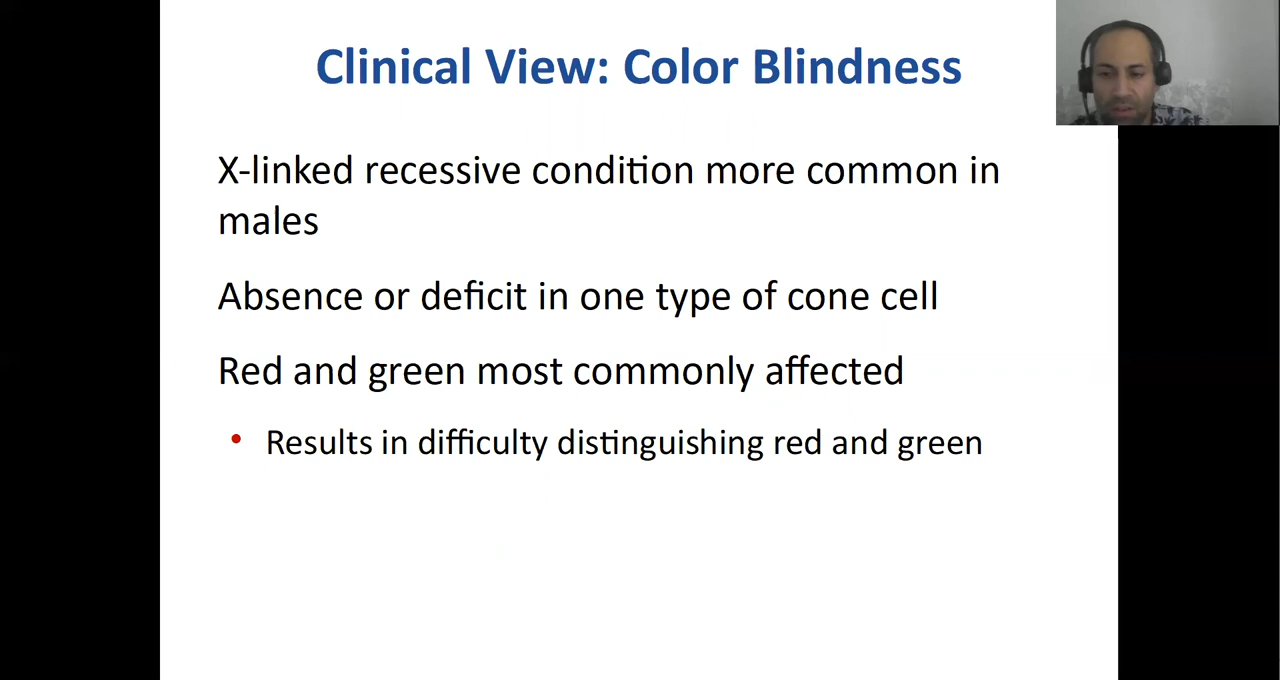 Clinical View: Color Blindness
X-linked recessive condition more common in
males
Absence or deficit in one type of cone cell
Red and green most commonly affected
• Results in difficulty distinguishing red and green